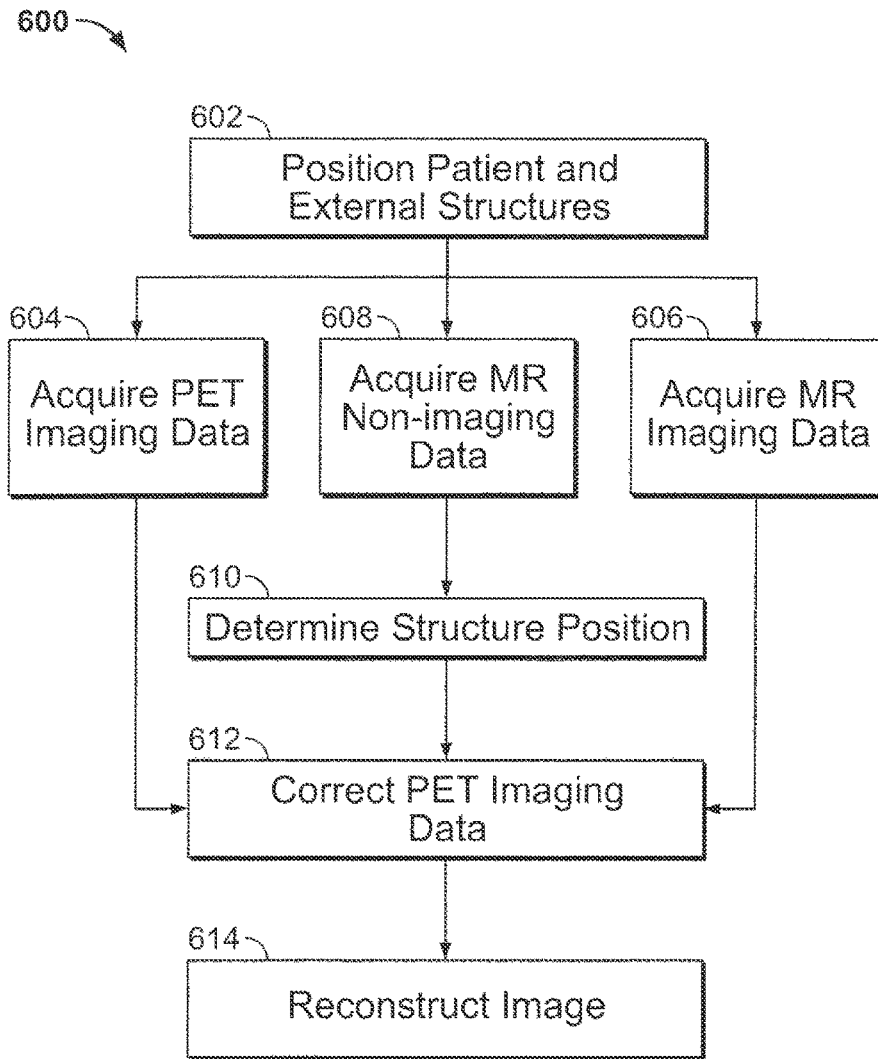 600
602
Position Patient and
External Structures
604
Acquire PET
Imaging Data
608
Acquire MR
Non-imaging
Data
606
Acquire MR
Imaging Data
610
Determine Structure Position
612
Correct PET Imaging
Data
614
Reconstruct Image